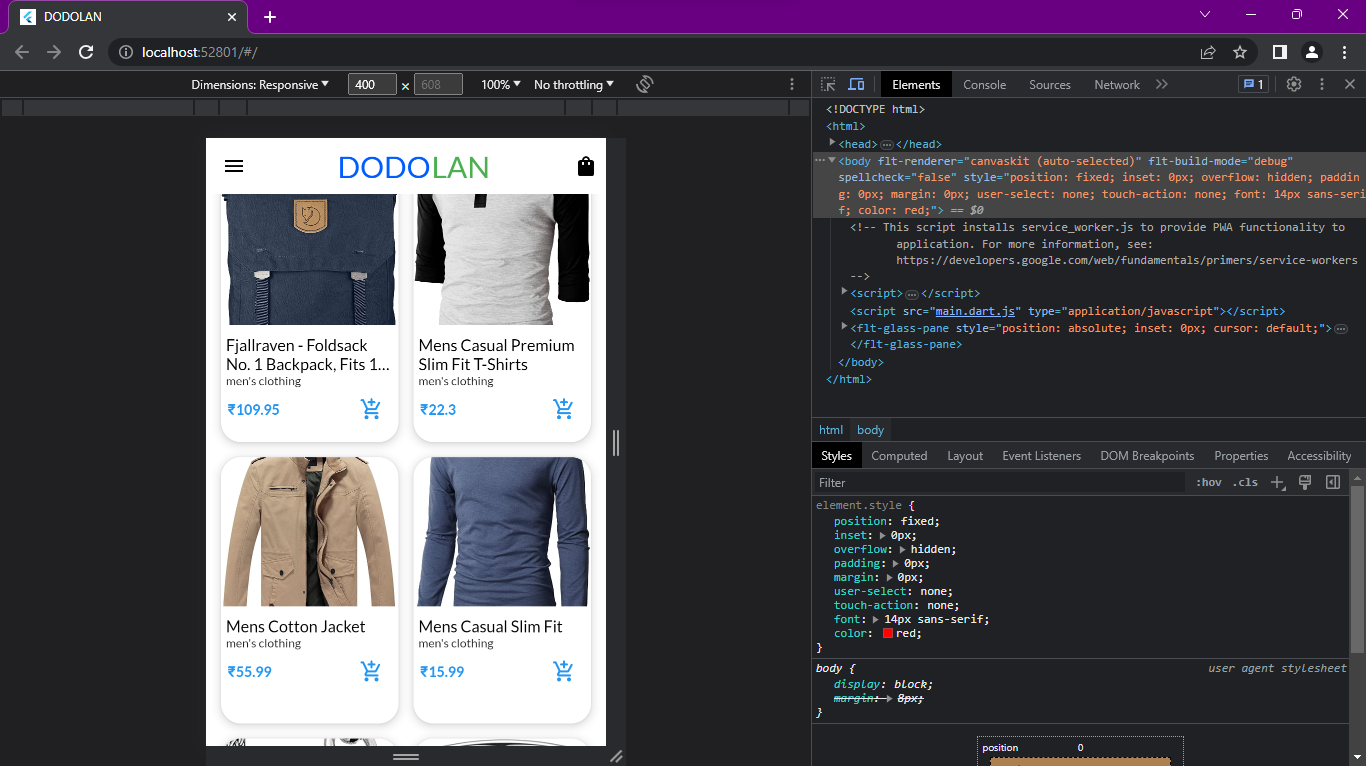 DODOLAN
localhost:52801/#/
Dimensions: Responsive
400 × 608
100%
No throttling
Elements
Console
Sources
Network
1
DODOLAN
Fjallraven - Foldsack
No. 1 Backpack, Fits 1...
men's clothing
₹109.95
Mens Casual Premium
Slim Fit T-Shirts
men's clothing
₹22.3
Mens Cotton Jacket
men's clothing
₹55.99
Mens Casual Slim Fit
men's clothing
₹15.99
<!DOCTYPE html>
<html>
<head>…</head>
<body flt-renderer="canvaskit (auto-selected)" flt-build-mode="debug"
spellcheck="false" style="position: fixed; inset: 0px; overflow: hidden; paddin
g: 0px; margin: 0px; user-select: none; touch-action: none; font: 14px sans-seri
f; color: red;"> == $0
<!-- This script installs service_worker.js to provide PWA functionality to
application. For more information, see:
https://developers.google.com/web/fundamentals/primers/service-workers
-->
<script>…</script>
<script src="main.dart.js" type="application/javascript"></script>
<flt-glass-pane style="position: absolute; inset: 0px; cursor: default;">…
</flt-glass-pane>
</body>
</html>
html body
Styles
Computed
Layout
Event Listeners
DOM Breakpoints
Properties
Accessibility
Filter
:hov .cls
element.style {
position: fixed;
inset: 0px;
overflow: hidden;
padding: 0px;
margin: 0px;
user-select: none;
touch-action: none;
font: 14px sans-serif;
color: red;
}
body {
user agent stylesheet
display: block;
margin: 8px;
}
position 0